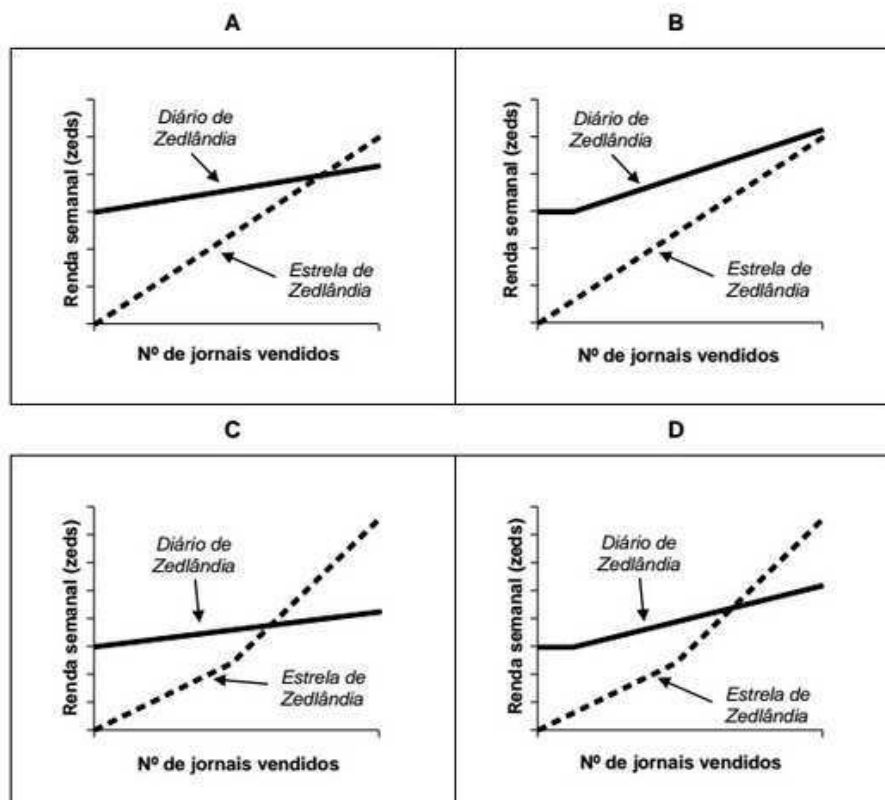 A
B
Renda semanal (zeds)
Diário de
Zedlândia
Estrela de
Zedlândia
Nº de jornais vendidos
Renda semanal (zeds)
Diário de
Zedlândia
Estrela de
Zedlândia
Nº de jornais vendidos
C
D
Renda semanal (zeds)
Diário de
Zedlândia
Estrela de
Zedlândia
Nº de jornais vendidos
Renda semanal (zeds)
Diário de
Zedlândia
Estrela de
Zedlândia
Nº de jornais vendidos